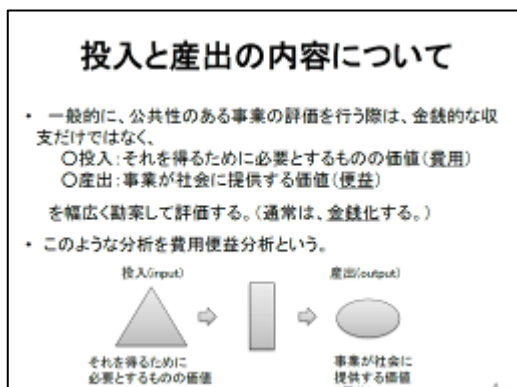 投入と産出の内容について
・ 一般的に、公共性のある事業の評価を行う際は、金銭的な収
支だけではなく、
〇投入:それを得るために必要とするものの価値(費用)
〇産出:事業が社会に提供する価値(便益)
を幅広く勘案して評価する。(通常は、金銭化する。)
・ このような分析を費用便益分析という。
投入(input)
産出(output)
それを得るために
必要とするものの価値
事業が社会に
提供する価値